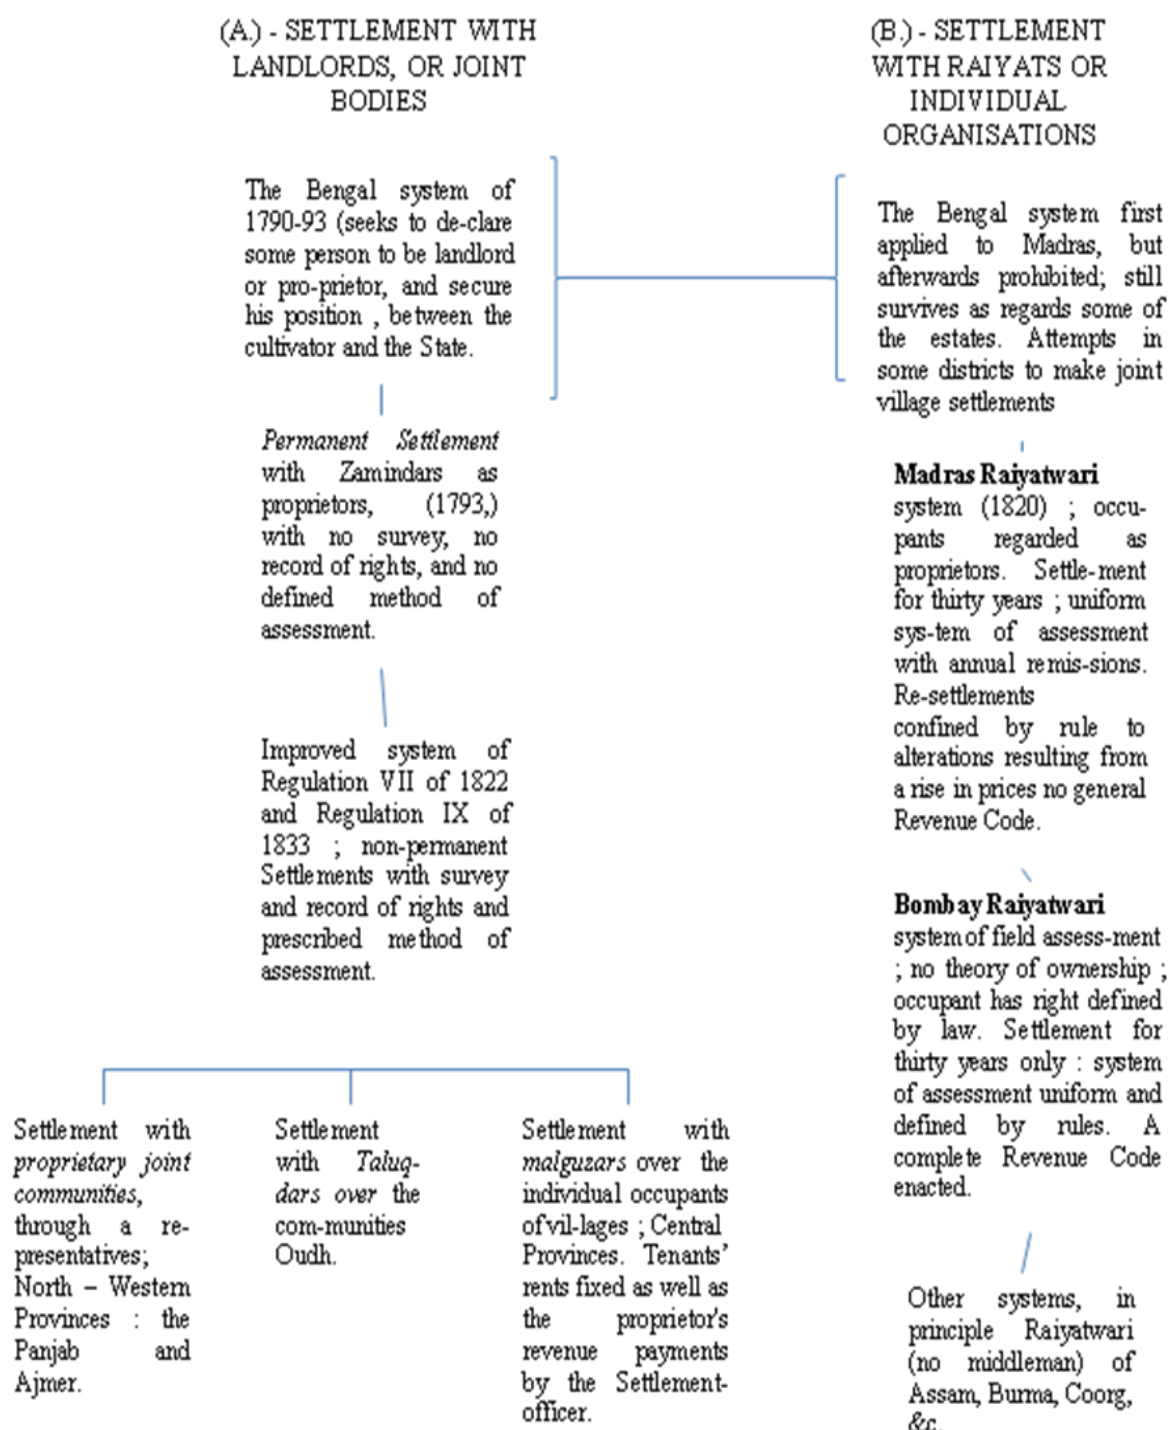 (A.) - SETTLEMENT WITH
LANDLORDS, OR JOINT
BODIES
The Bengal system of
1790-93 (seeks to de-clare
some person to be landlord
or pro-prietor, and secure
his position , between the
cultivator and the State.
Permanent Settlement
with Zamindars as
proprietors, (1793,)
with no survey, no
record of rights, and no
defined method of
assessment.
Improved system of
Regulation VII of 1822
and Regulation IX of
1833 ; non-permanent
Settlements with survey
and record of rights and
prescribed method of
assessment.
Settlement with
proprietary joint
communities,
through a re-
presentatives;
North – Western
Provinces : the
Panjab and
Ajmer.
Settlement
with Taluq-
dars over the
com-munities
Oudh.
Settlement with
malguzars over the
individual occupants
of vil-lages ; Central
Provinces. Tenants’
rents fixed as well as
the proprietor's
revenue payments
by the Settlement-
officer.
(B.) - SETTLEMENT
WITH RAIYATS OR
INDIVIDUAL
ORGANISATIONS
The Bengal system first
applied to Madras, but
afterwards prohibited; still
survives as regards some of
the estates. Attempts in
some districts to make joint
village settlements
Madras Raiyatwari
system (1820) ; occu-
pants regarded as
proprietors. Settle-ment
for thirty years ; uniform
sys-tem of assessment
with annual remis-sions.
Re-settlements
confined by rule to
alterations resulting from
a rise in prices no general
Revenue Code.
Bombay Raiyatwari
system of field assess-ment
; no theory of ownership ;
occupant has right defined
by law. Settlement for
thirty years only : system
of assessment uniform and
defined by rules. A
complete Revenue Code
enacted.
Other systems, in
principle Raiyatwari
(no middleman) of
Assam, Burma, Coorg,
&c.